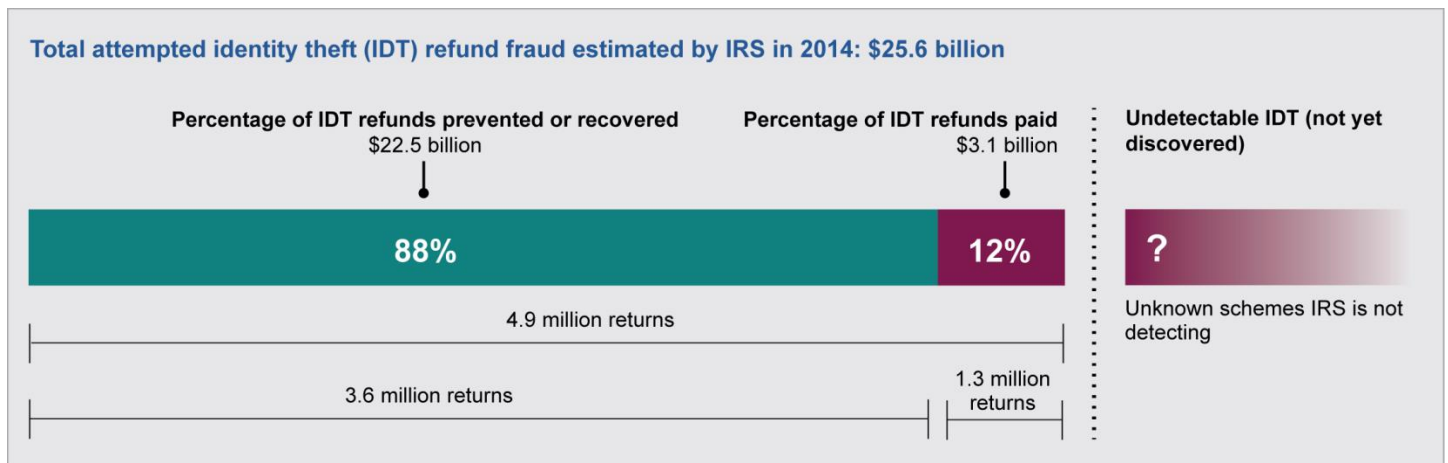 Total attempted identity theft (IDT) refund fraud estimated by IRS in 2014: $25.6 billion
Percentage of IDT refunds prevented or recovered
$22.5 billion
Percentage of IDT refunds paid
$3.1 billion
Undetectable IDT (not yet
discovered)
88%
12%
?
Unknown schemes IRS is not
detecting
4.9 million returns
3.6 million returns
1.3 million
returns